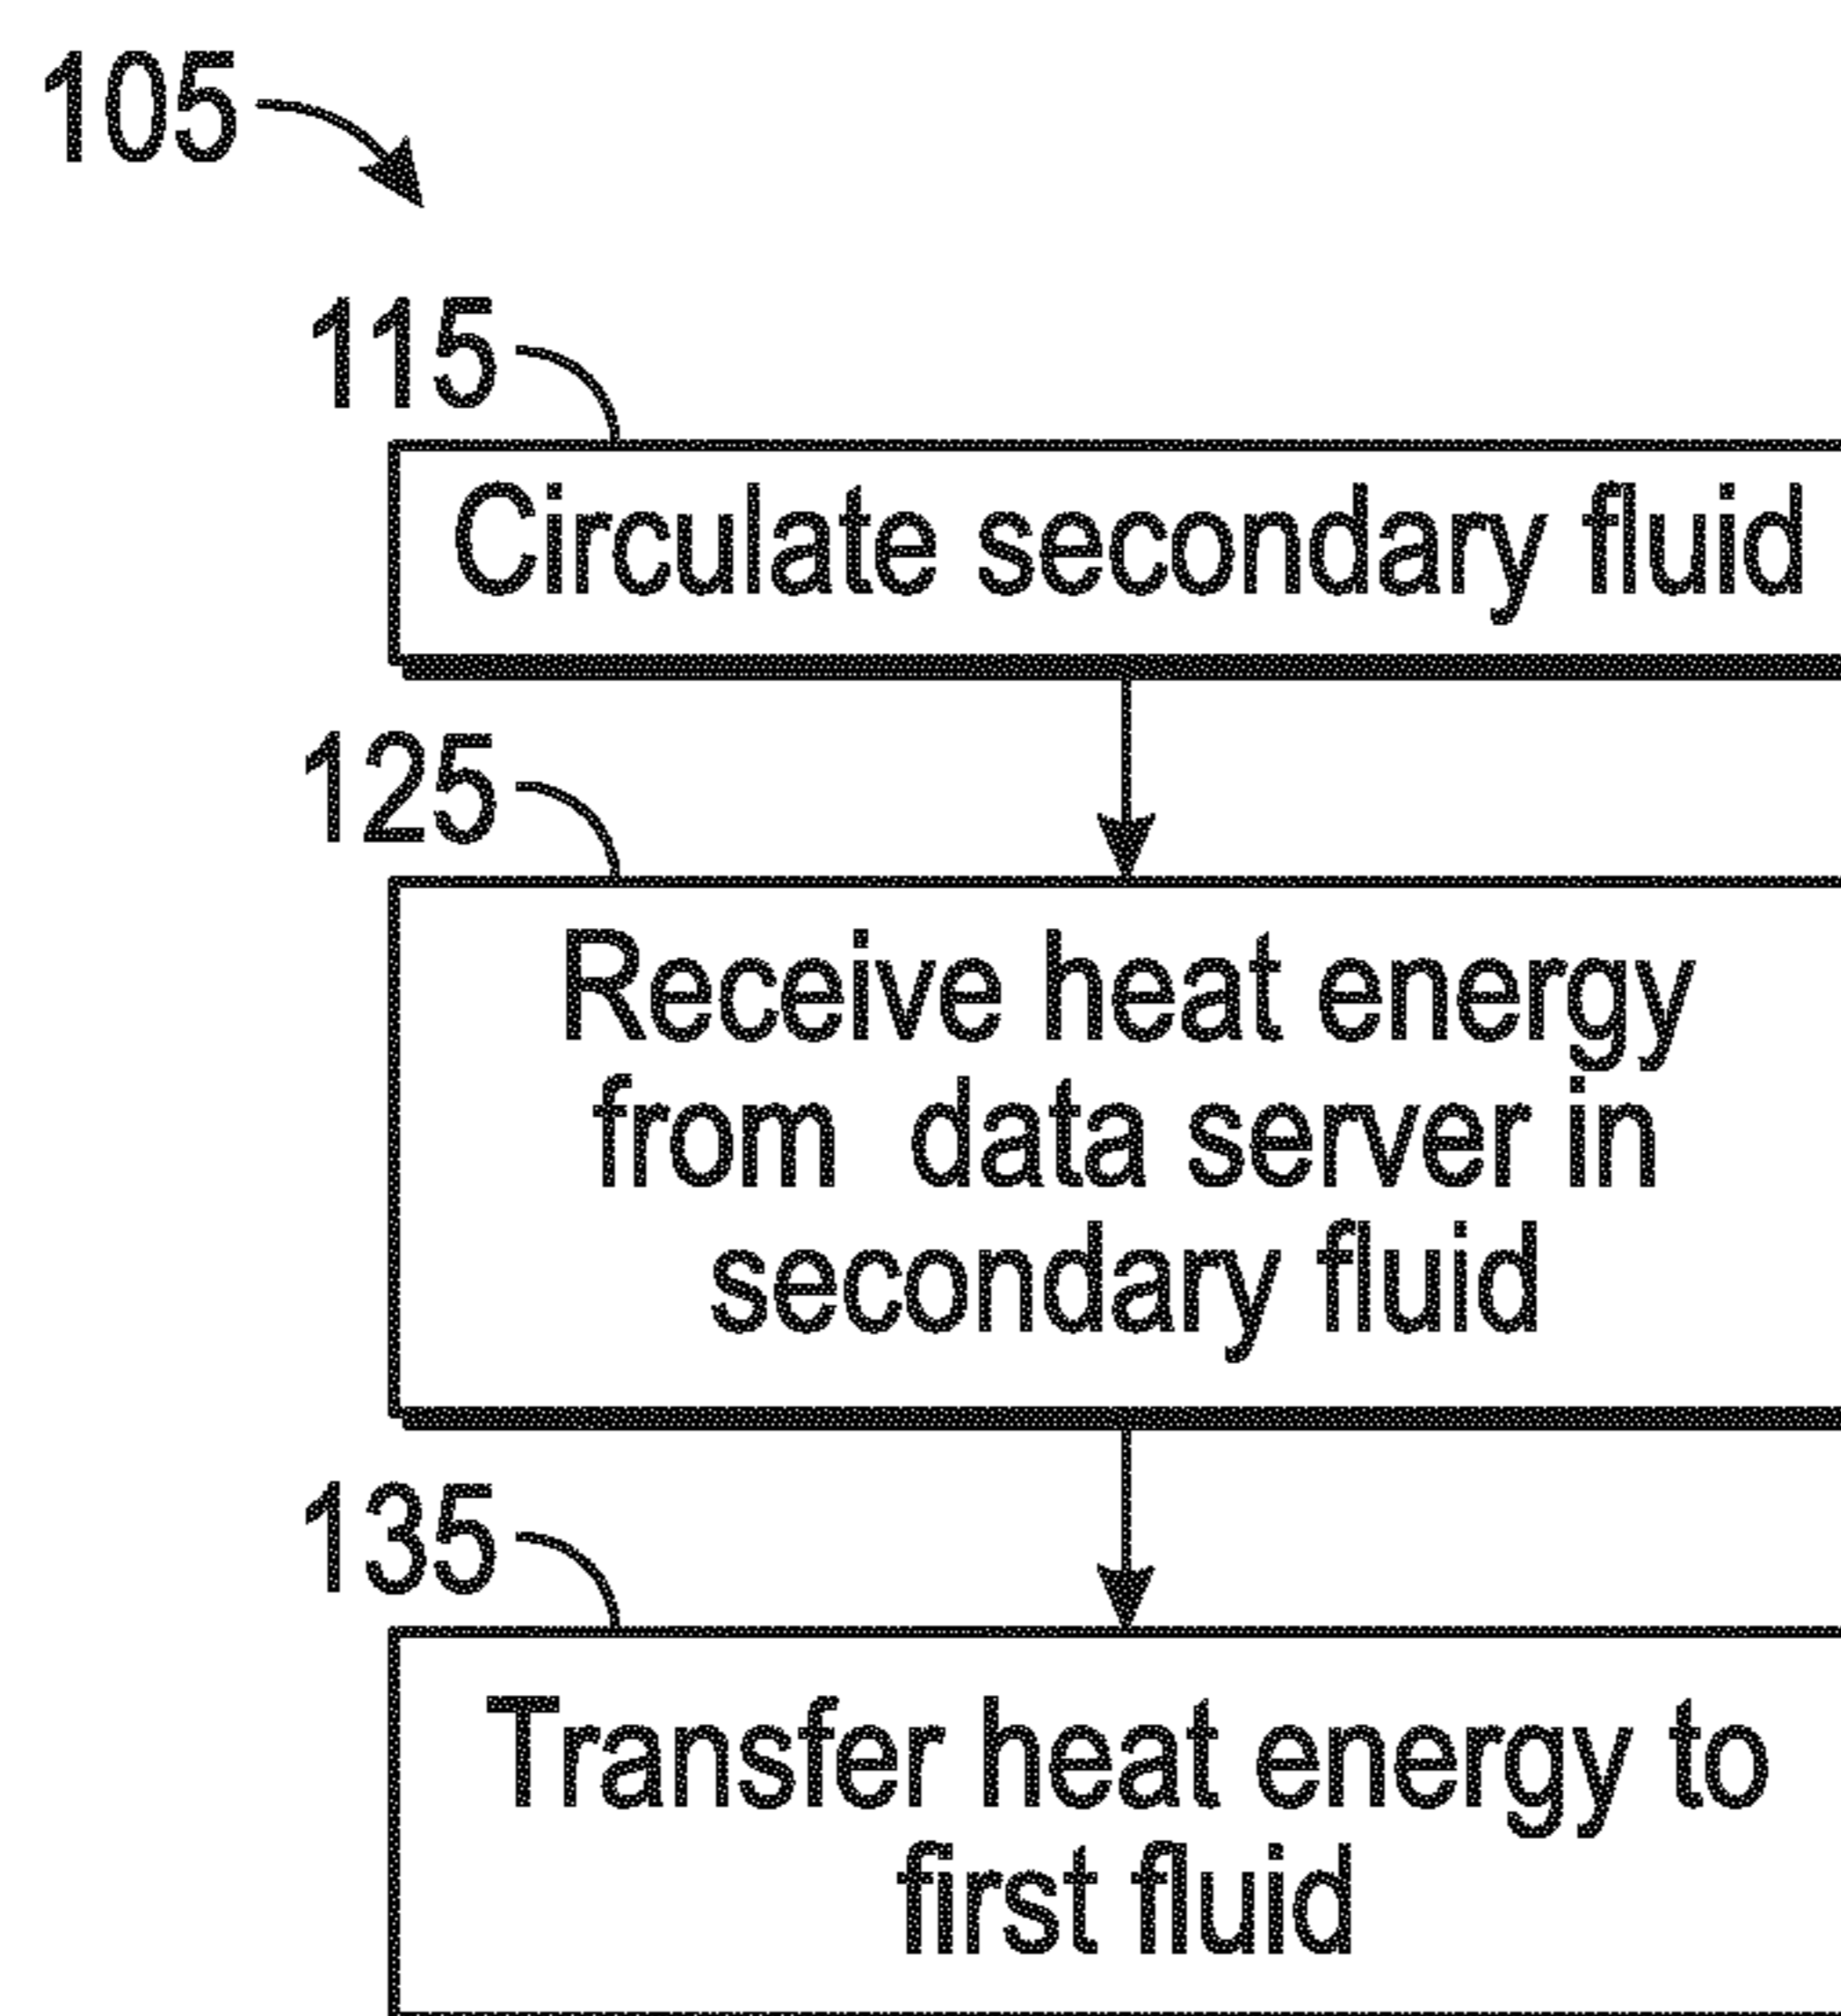 105
115
Circulate secondary fluid
125
Receive heat energy
from  data server in
secondary fluid
135
Transfer heat energy to
first fluid